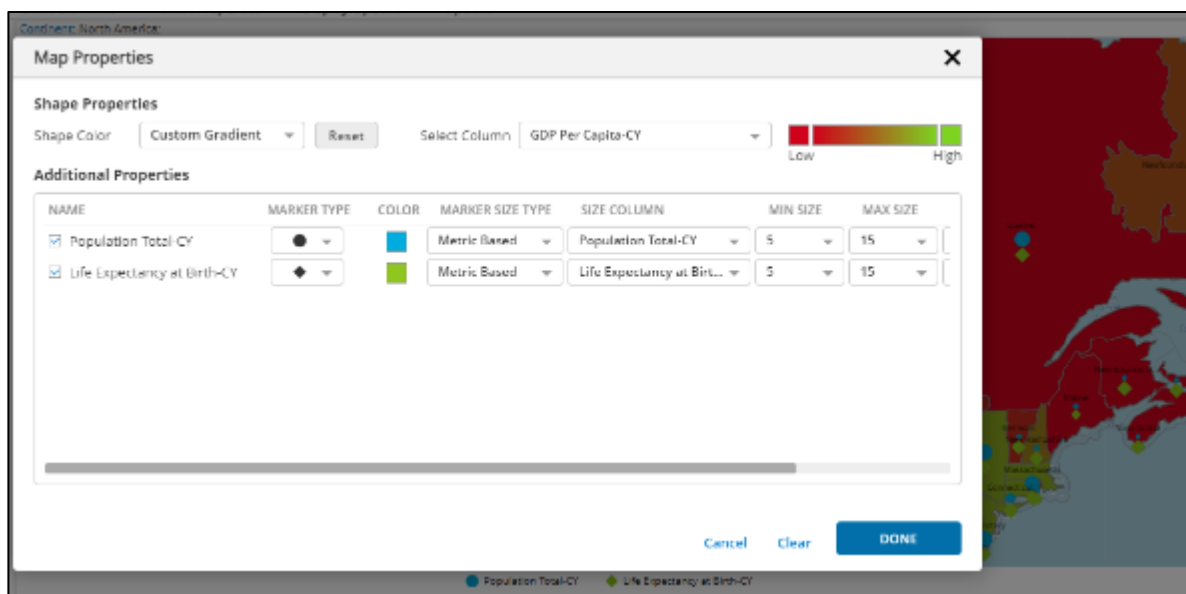 Continent: North America:
Map Properties
Shape Properties
Shape Color Custom Gradient Reset Select Column GDP Per Capita-CY
Low High
Additional Properties
NAME MARKER TYPE COLOR MARKER SIZE TYPE SIZE COLUMN MIN SIZE MAX SIZE
Population Total-CY Metric Based Population Total-CY 5 15
Life Expectancy at Birth-CY Metric Based Life Expectancy at Birt... 5 15
Cancel Clear DONE
Population Total-CY Life Expectancy at Birth-CY